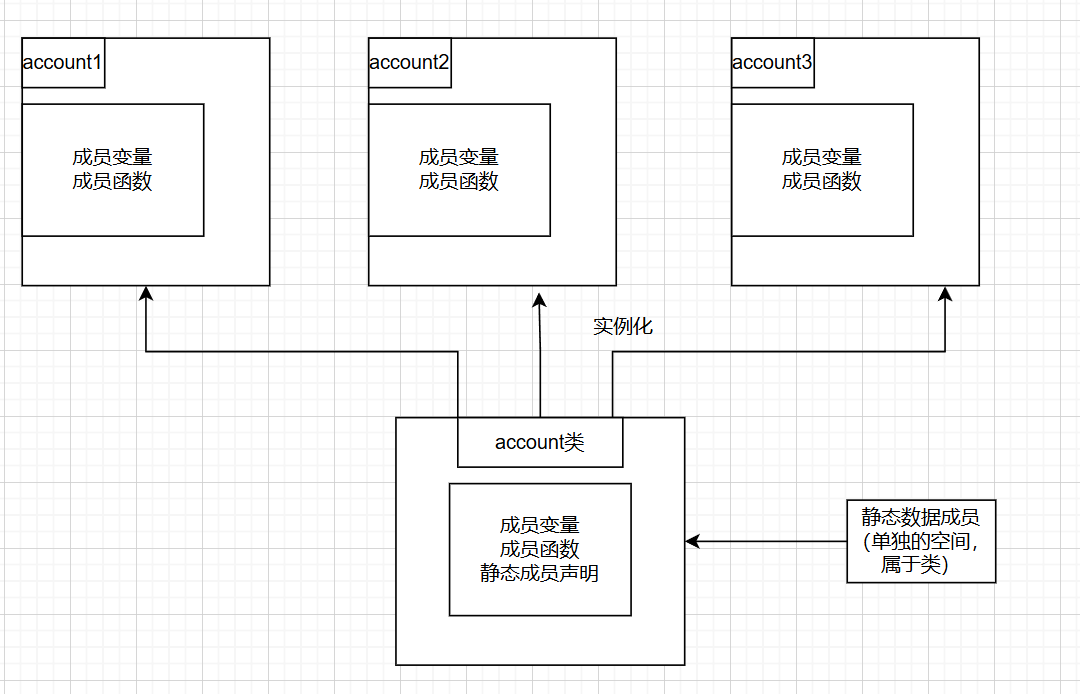 account1
account2
account3
成员变量
成员函数
成员变量
成员函数
成员变量
成员函数
实例化
account类
成员变量
成员函数
静态成员声明
静态数据成员
（单独的空间，
属于类）